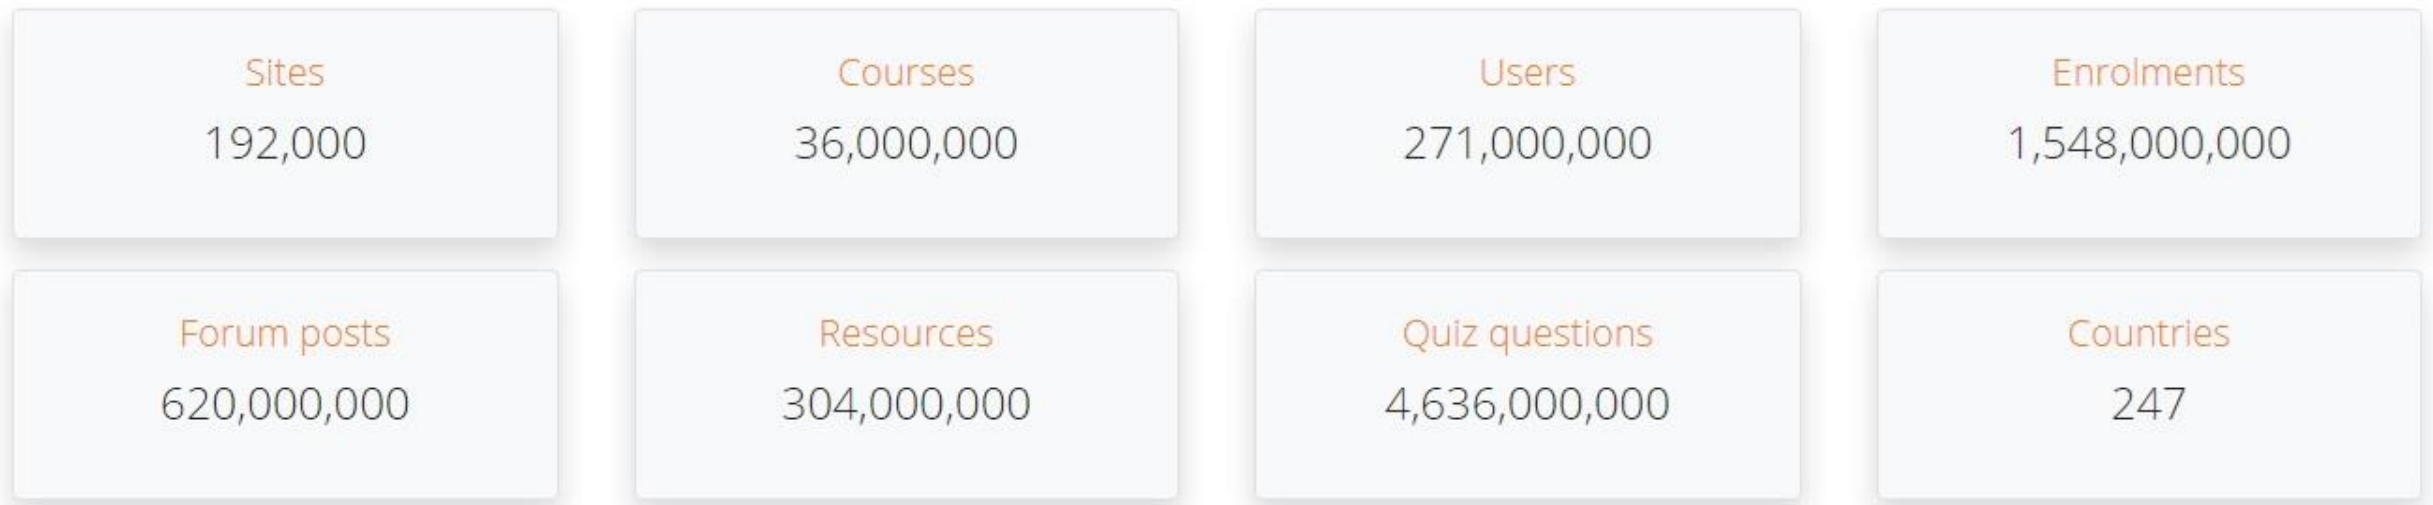 Sites
192,000
Courses
36,000,000
Users
271,000,000
Enrolments
1,548,000,000
Forum posts
620,000,000
Resources
304,000,000
Quiz questions
4,636,000,000
Countries
247